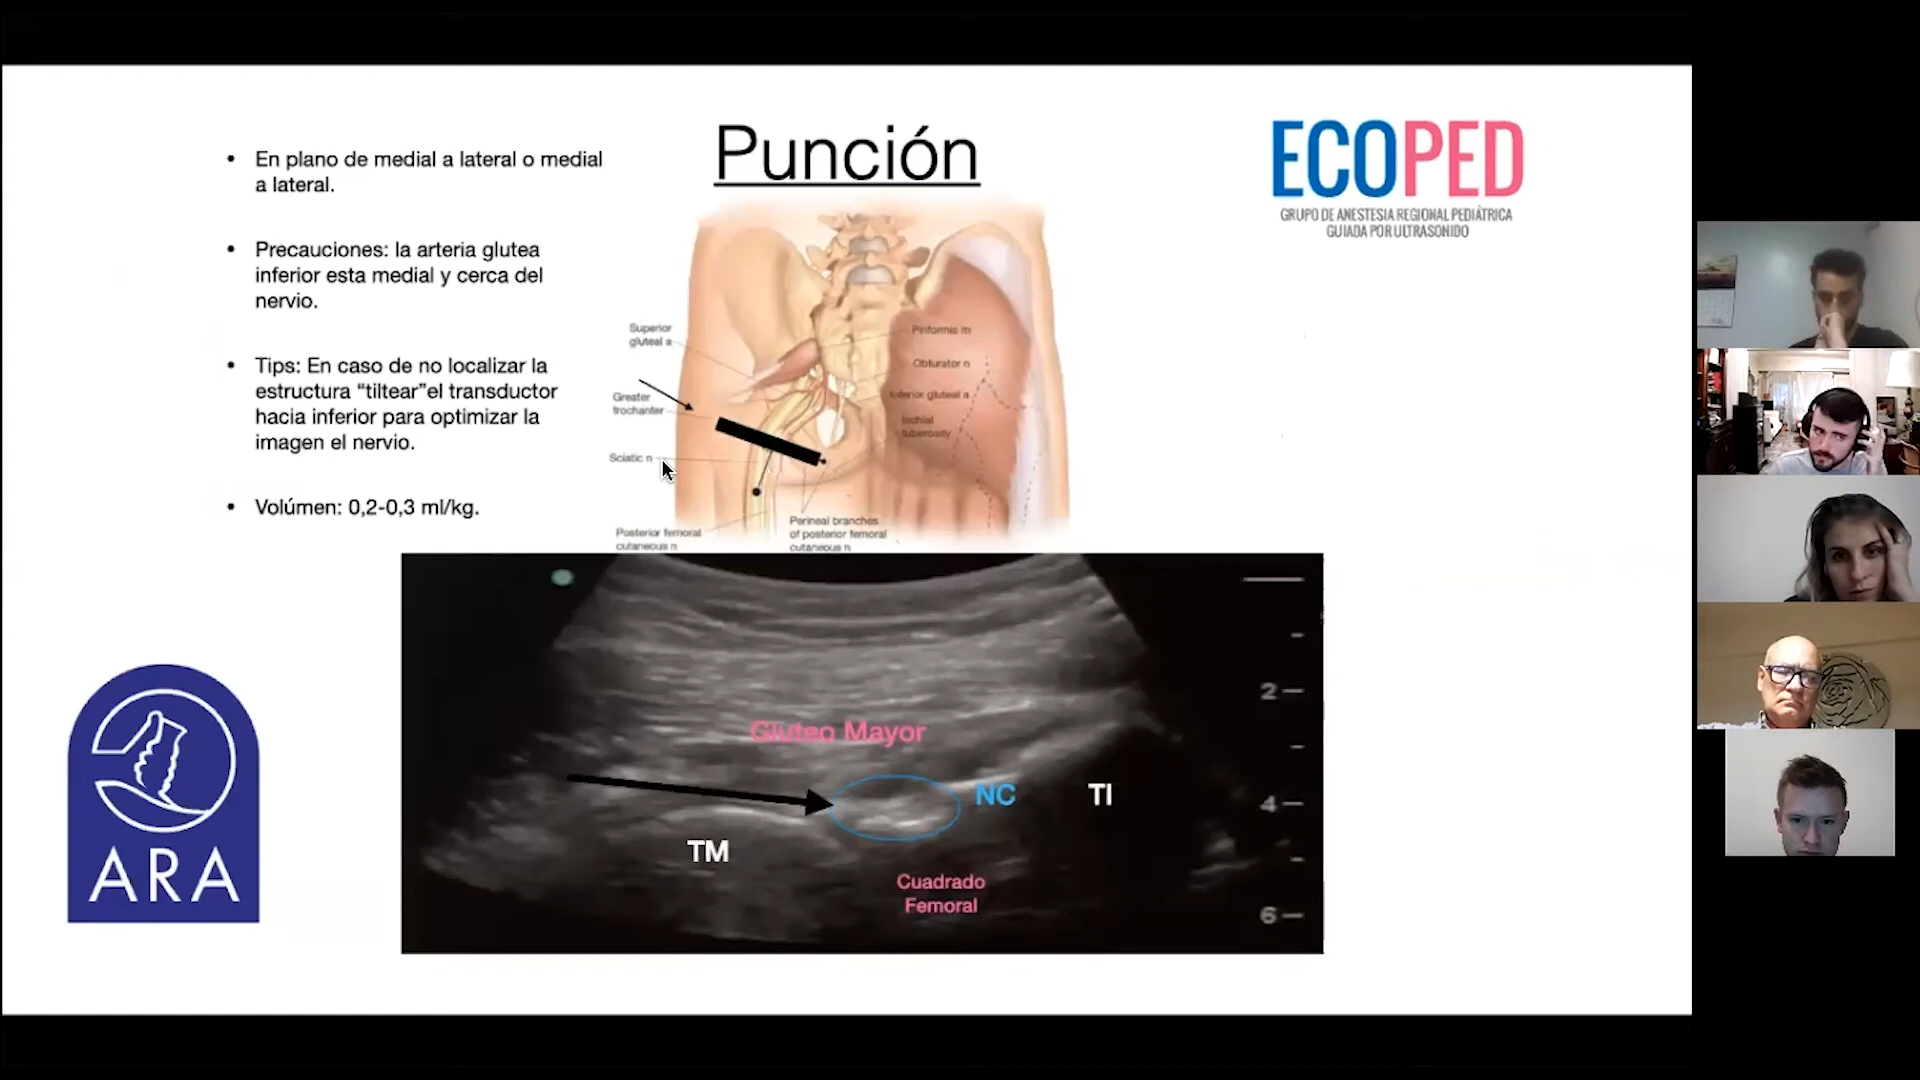 Punción
ECOPED
GRUPO DE ANESTESIA REGIONAL PEDIÁTRICA
GUIADA POR ULTRASONIDO
• En plano de medial a lateral o medial
a lateral.
• Precauciones: la arteria glutea
inferior esta medial y cerca del
nervio.
• Tips: En caso de no localizar la
estructura “tiltear”el transductor
hacia inferior para optimizar la
imagen el nervio.
• Volúmen: 0,2-0,3 ml/kg.
Superior
gluteal a
Greater
trochanter
Sciatic n
Posterior femoral
cutaneous n
Piriformis m
Obturator n
Inferior gluteal a
Ischial
tuberosity
Perineal branches
of posterior femoral
cutaneous n
Gluteo Mayor
NC
TI
TM
Cuadrado
Femoral
2
4
6
ARA